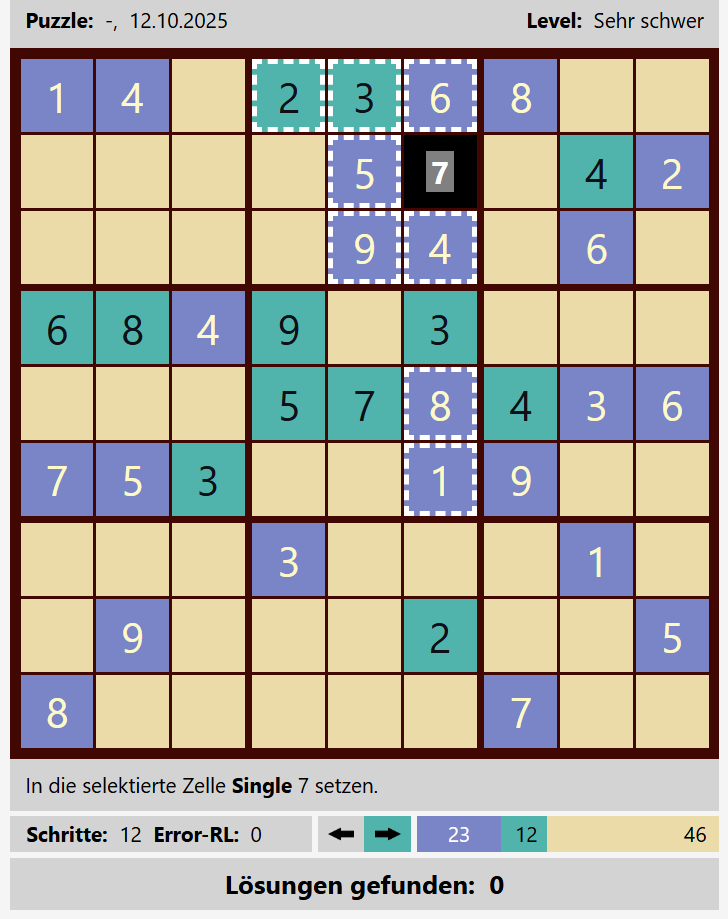 Puzzle: -, 12.10.2025 Level: Sehr schwer
1 4 2 3 6 8
5 7 4 2
9 4 6
6 8 4 9 3
5 7 8 4 3 6
7 5 3 1 9
3 1
9 2 5
8 7
In die selektierte Zelle Single 7 setzen.
Schritte: 12 Error-RL: 0 23 12 46
Lösungen gefunden: 0